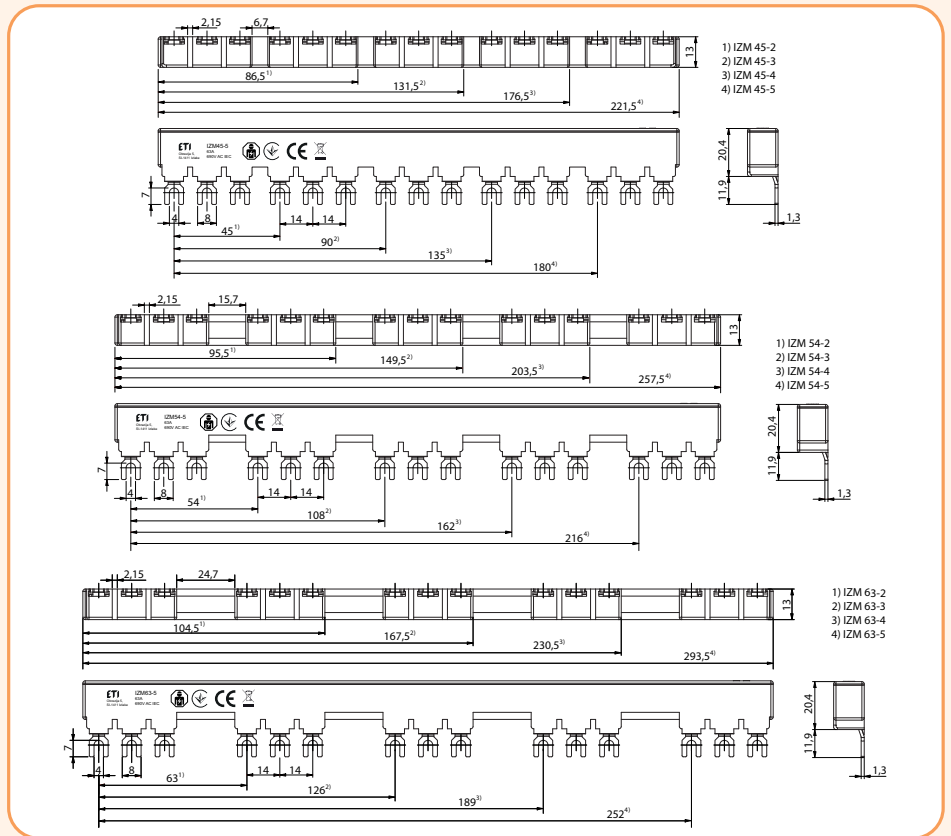 2,15 6,7
13
86,5¹⁾
131,5²⁾
176,5³⁾
221,5⁴⁾
1) IZM 45-2
2) IZM 45-3
3) IZM 45-4
4) IZM 45-5
ETI IZM45-5
63A
690V AC IEC
CE
20,4
11,9
1,3
7
4 8 14 14
45¹⁾
90²⁾
135³⁾
180⁴⁾
2,15 15,7
13
95,5¹⁾
149,5²⁾
203,5³⁾
257,5⁴⁾
1) IZM 54-2
2) IZM 54-3
3) IZM 54-4
4) IZM 54-5
ETI IZM54-5
63A
690V AC IEC
CE
20,4
11,9
1,3
7
4 8 14 14
54¹⁾
108²⁾
162³⁾
216⁴⁾
2,15 24,7
13
104,5¹⁾
167,5²⁾
230,5³⁾
293,5⁴⁾
1) IZM 63-2
2) IZM 63-3
3) IZM 63-4
4) IZM 63-5
ETI IZM63-5
63A
690V AC IEC
CE
20,4
11,9
1,3
7
4 8 14 14
63¹⁾
126²⁾
189³⁾
252⁴⁾